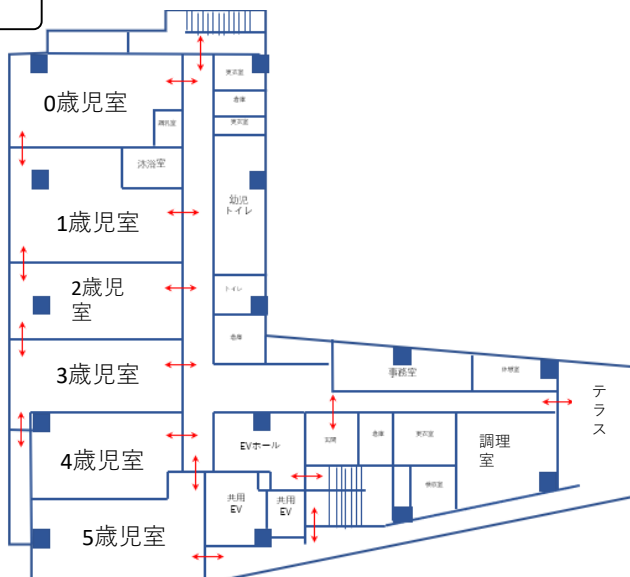 更衣室
0歳児室
倉庫
調乳室
更衣室
沐浴室
幼児
トイレ
1歳児室
2歳児
室
トイレ
倉庫
3歳児室
事務室
休憩室
テラス
4歳児室
EVホール
玄関
倉庫
更衣室
調理
室
検収室
共用
EV
共用
EV
5歳児室